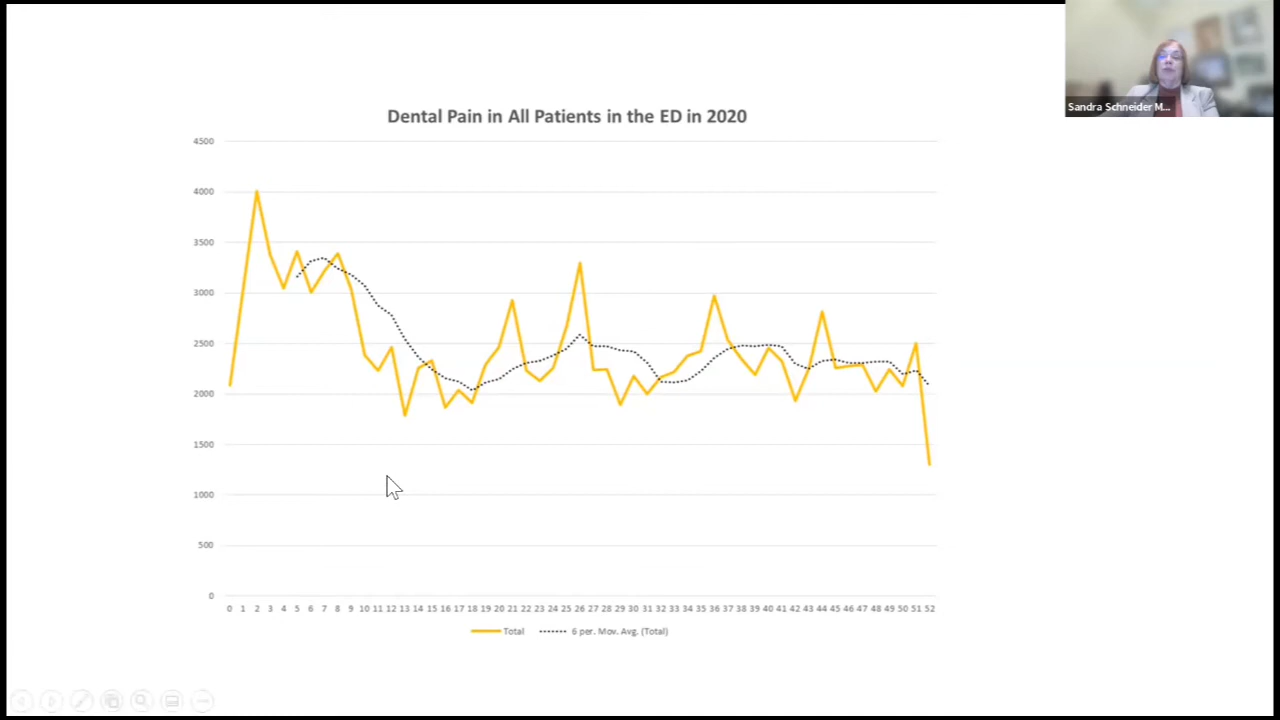 Sandra Schneider M...
Dental Pain in All Patients in the ED in 2020
4500
4000
3500
3000
2500
2000
1500
1000
500
0
0 1 2 3 4 5 6 7 8 9 10 11 12 13 14 15 16 17 18 19 20 21 22 23 24 25 26 27 28 29 30 31 32 33 34 35 36 37 38 39 40 41 42 43 44 45 46 47 48 49 50 51 52
Total 6 per. Mov. Avg. (Total)